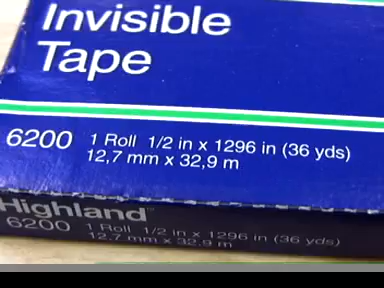 Invisible
Tape
6200 1 Roll 1/2 in x 1296 in (36 yds)
12,7 mm x 32,9 m
Highland™
6200 1 Roll 1/2 in x 1296 in (36 yds)
12,7 mm x 32,9 m